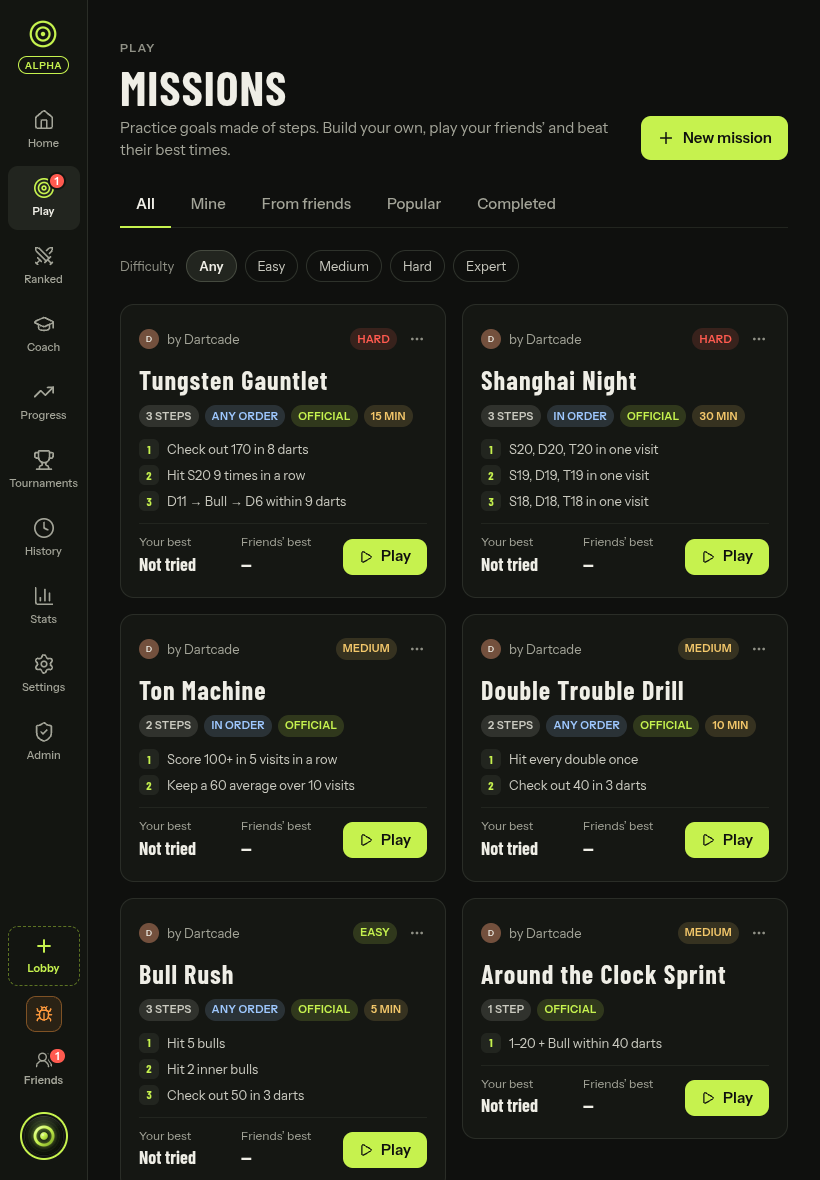 ALPHA
Home
1
Play
Ranked
Coach
Progress
Tournaments
History
Stats
Settings
Admin
Lobby
1
Friends
PLAY
MISSIONS
Practice goals made of steps. Build your own, play your friends’ and beat
their best times.
New mission
All Mine From friends Popular Completed
Difficulty Any Easy Medium Hard Expert
D by Dartcade HARD
Tungsten Gauntlet
3 STEPS ANY ORDER OFFICIAL 15 MIN
1 Check out 170 in 8 darts
2 Hit S20 9 times in a row
3 D11 → Bull → D6 within 9 darts
Your best Friends’ best
Not tried – Play
D by Dartcade HARD
Shanghai Night
3 STEPS IN ORDER OFFICIAL 30 MIN
1 S20, D20, T20 in one visit
2 S19, D19, T19 in one visit
3 S18, D18, T18 in one visit
Your best Friends’ best
Not tried – Play
D by Dartcade MEDIUM
Ton Machine
2 STEPS IN ORDER OFFICIAL
1 Score 100+ in 5 visits in a row
2 Keep a 60 average over 10 visits
Your best Friends’ best
Not tried – Play
D by Dartcade MEDIUM
Double Trouble Drill
2 STEPS ANY ORDER OFFICIAL 10 MIN
1 Hit every double once
2 Check out 40 in 3 darts
Your best Friends’ best
Not tried – Play
D by Dartcade EASY
Bull Rush
3 STEPS ANY ORDER OFFICIAL 5 MIN
1 Hit 5 bulls
2 Hit 2 inner bulls
3 Check out 50 in 3 darts
Your best Friends’ best
Not tried – Play
D by Dartcade MEDIUM
Around the Clock Sprint
1 STEP OFFICIAL
1 1–20 + Bull within 40 darts
Your best Friends’ best
Not tried – Play